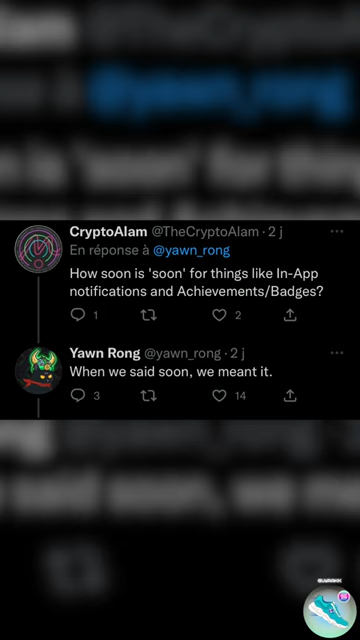 CryptoAlam @TheCryptoAlam · 2 j
En réponse à @yawn_rong
How soon is 'soon' for things like In-App
notifications and Achievements/Badges?
1 2
Yawn Rong @yawn_rong · 2 j
When we said soon, we meant it.
3 14